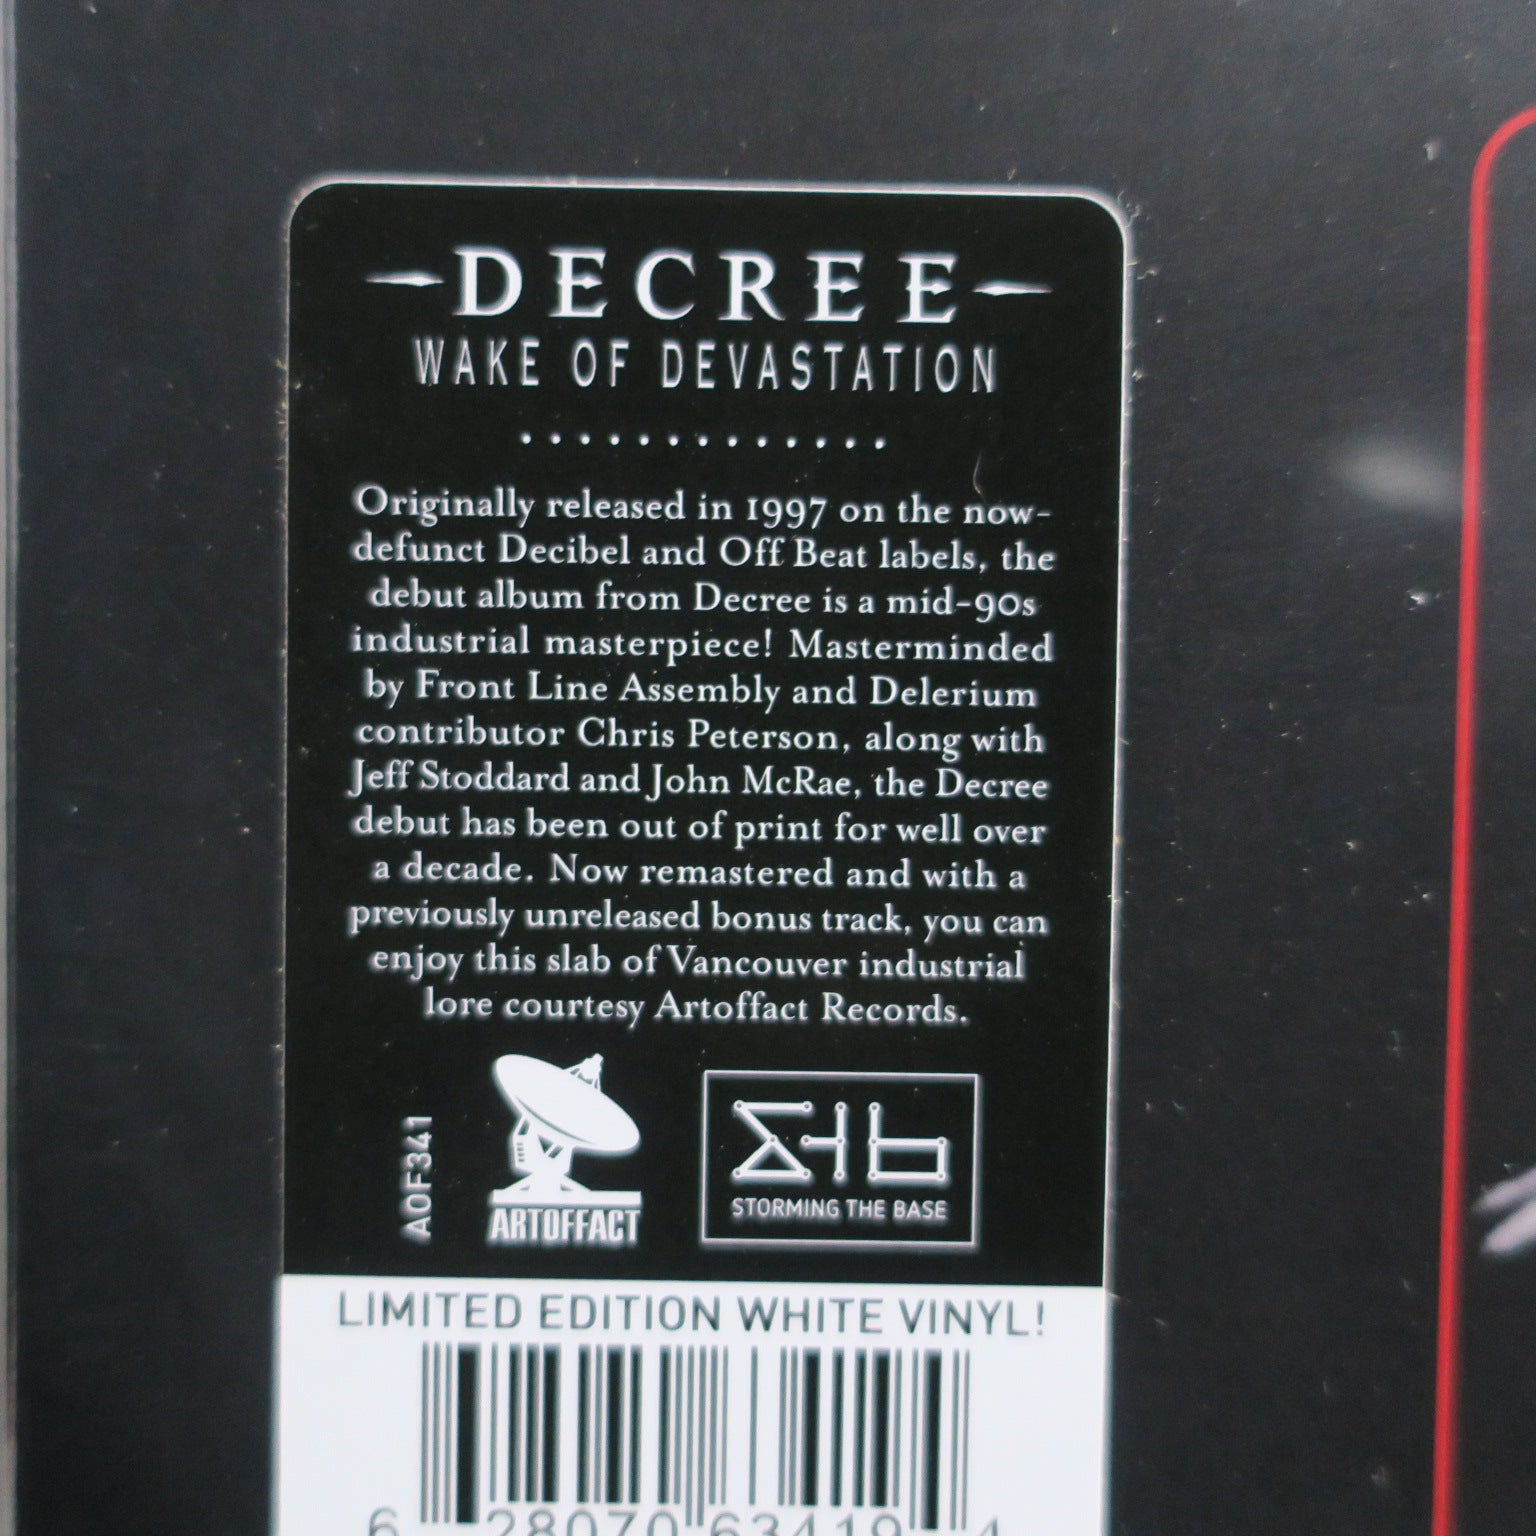 DECREE
WAKE OF DEVASTATION
Originally released in 1997 on the now-
defunct Decibel and Off Beat labels, the
debut album from Decree is a mid-90s
industrial masterpiece! Masterminded
by Front Line Assembly and Delerium
contributor Chris Peterson, along with
Jeff Stoddard and John McRae, the Decree
debut has been out of print for well over
a decade. Now remastered and with a
previously unreleased bonus track, you can
enjoy this slab of Vancouver industrial
lore courtesy Artoffact Records.
AOF341
ARTOFFACT
STORMING THE BASE
LIMITED EDITION WHITE VINYL!
6 28070 63419 4